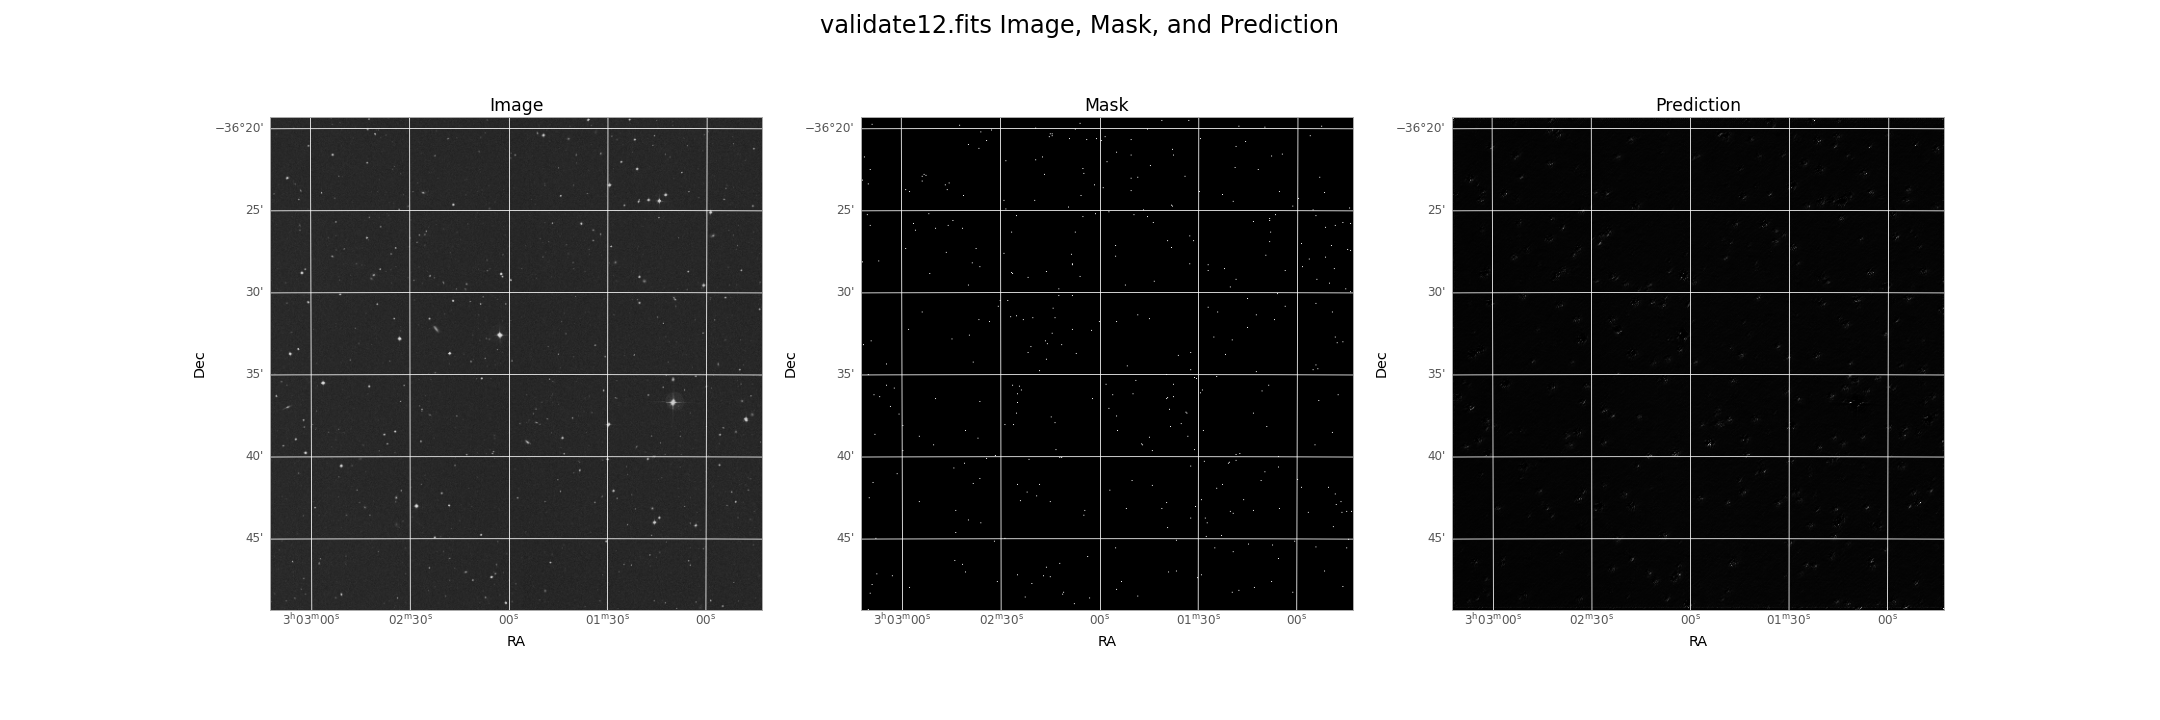 validate12.fits Image, Mask, and Prediction
Image
−36°20'
25'
30'
35'
40'
45'
Dec
3ʰ03ᵐ00ˢ 02ᵐ30ˢ 00ˢ 01ᵐ30ˢ 00ˢ
RA
Mask
−36°20'
25'
30'
35'
40'
45'
Dec
3ʰ03ᵐ00ˢ 02ᵐ30ˢ 00ˢ 01ᵐ30ˢ 00ˢ
RA
Prediction
−36°20'
25'
30'
35'
40'
45'
Dec
3ʰ03ᵐ00ˢ 02ᵐ30ˢ 00ˢ 01ᵐ30ˢ 00ˢ
RA